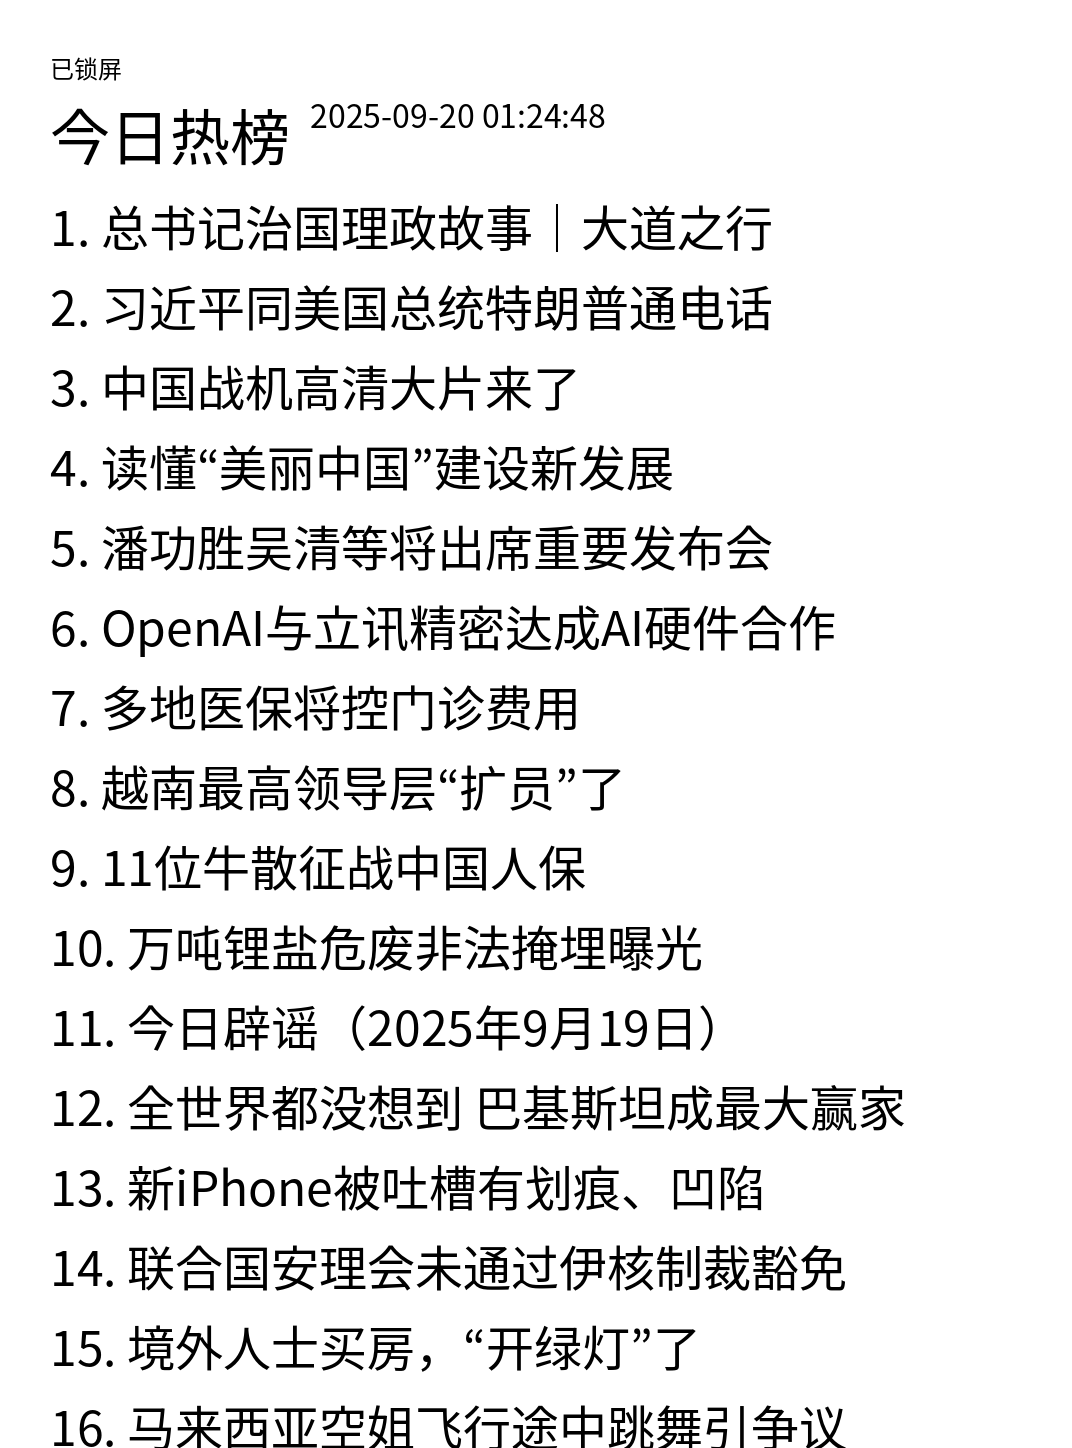 已锁屏
今日热榜 2025-09-20 01:24:48
1. 总书记治国理政故事｜大道之行
2. 习近平同美国总统特朗普通电话
3. 中国战机高清大片来了
4. 读懂“美丽中国”建设新发展
5. 潘功胜吴清等将出席重要发布会
6. OpenAI与立讯精密达成AI硬件合作
7. 多地医保将控门诊费用
8. 越南最高领导层“扩员”了
9. 11位牛散征战中国人保
10. 万吨锂盐危废非法掩埋曝光
11. 今日辟谣（2025年9月19日）
12. 全世界都没想到 巴基斯坦成最大赢家
13. 新iPhone被吐槽有划痕、凹陷
14. 联合国安理会未通过伊核制裁豁免
15. 境外人士买房，“开绿灯”了
16. 马来西亚空姐飞行途中跳舞引争议